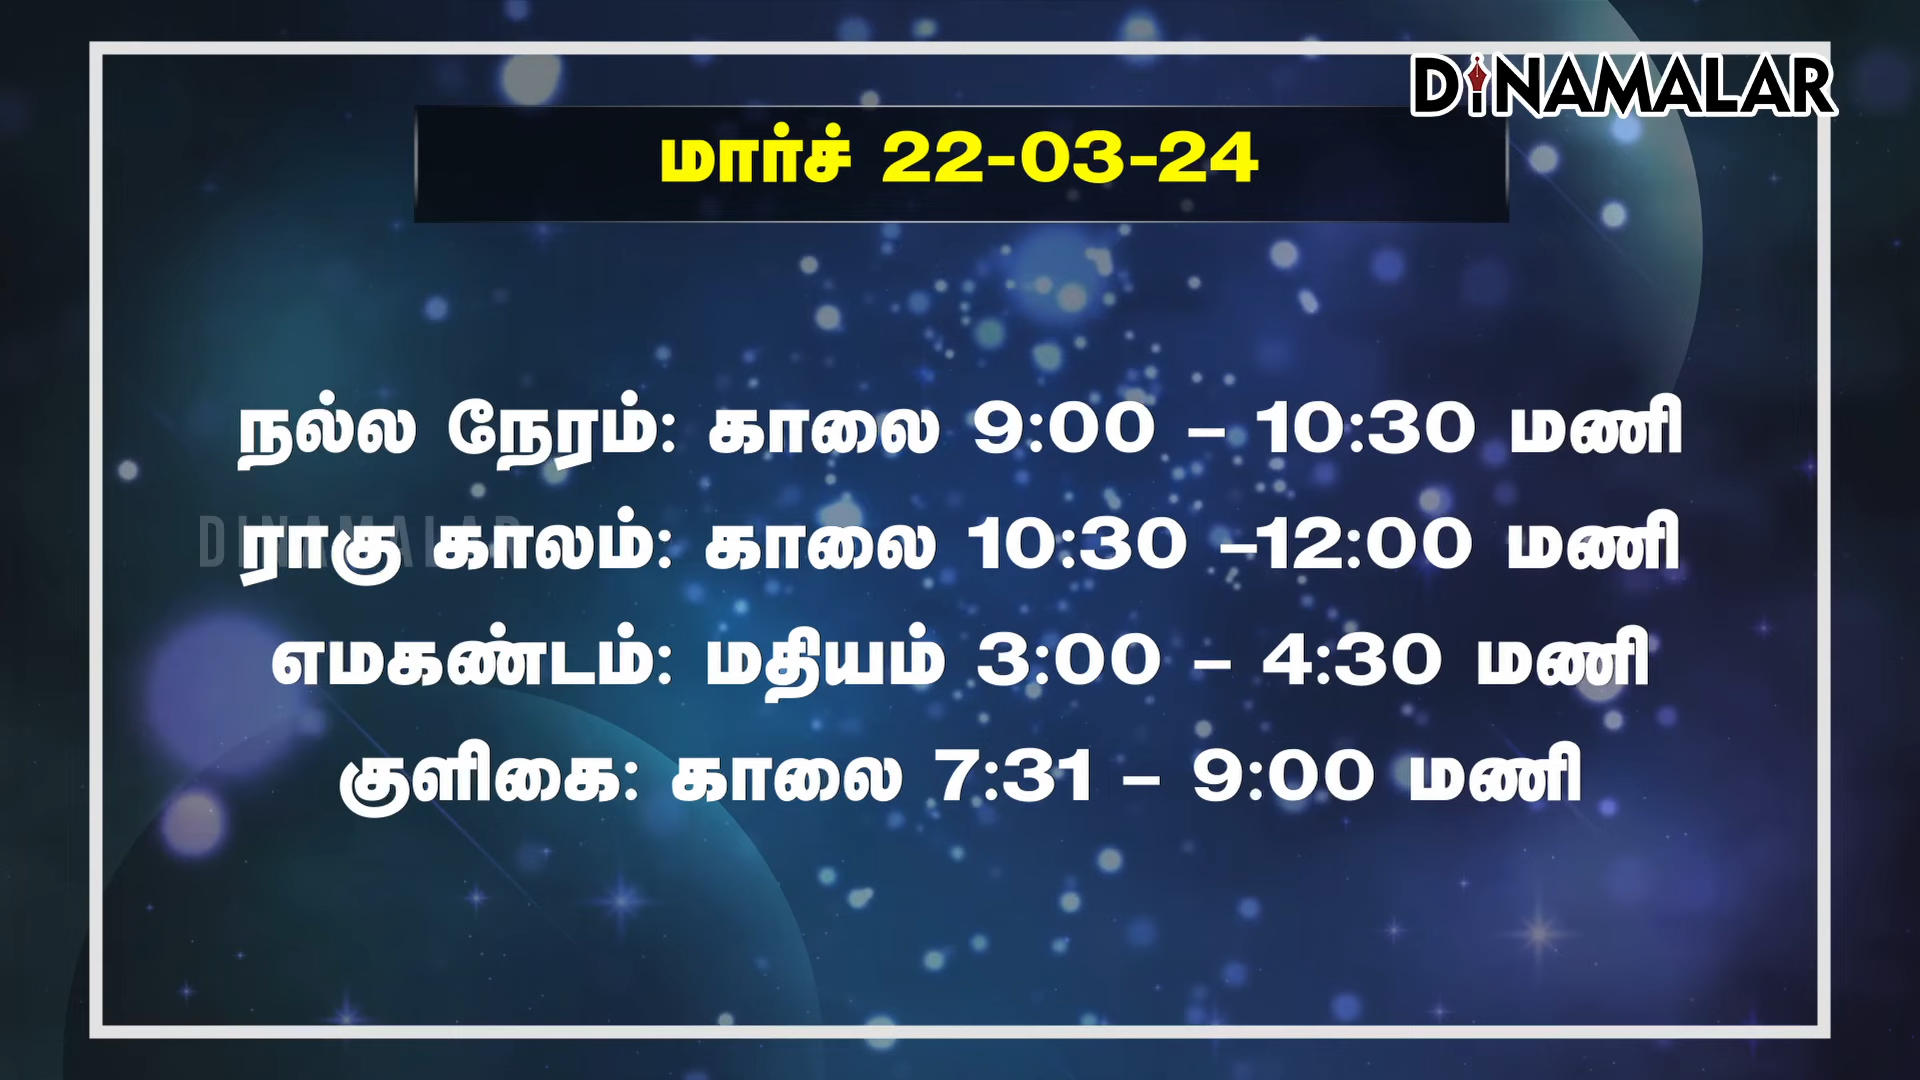 DINAMALAR
மார்ச் 22-03-24
நல்ல நேரம்: காலை 9:00 – 10:30 மணி
ராகு காலம்: காலை 10:30 –12:00 மணி
DINAMALAR
எமகண்டம்: மதியம் 3:00 – 4:30 மணி
குளிகை: காலை 7:31 – 9:00 மணி